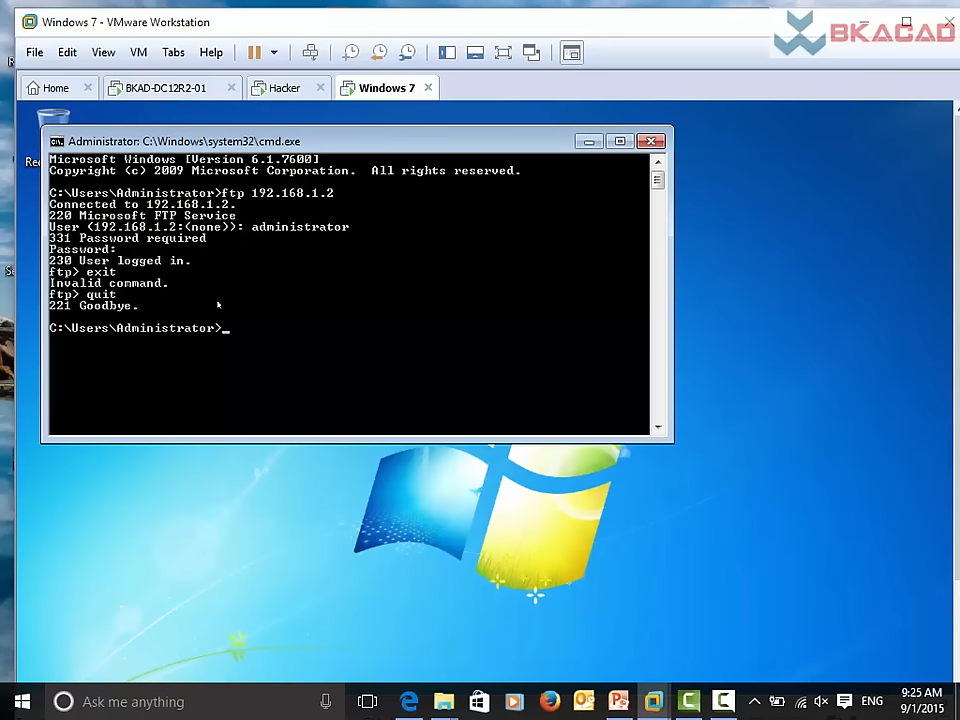 Windows 7 - VMware Workstation
BKACAD
File Edit View VM Tabs Help
Home
BKAD-DC12R2-01
Hacker
Windows 7
Administrator: C:\Windows\system32\cmd.exe
Microsoft Windows [Version 6.1.7600]
Copyright (c) 2009 Microsoft Corporation. All rights reserved.
C:\Users\Administrator>ftp 192.168.1.2
Connected to 192.168.1.2.
220 Microsoft FTP Service
User (192.168.1.2:(none)): administrator
331 Password required
Password:
230 User logged in.
ftp> exit
Invalid command.
ftp> quit
221 Goodbye.
C:\Users\Administrator>_
Ask me anything
ENG
9:25 AM
9/1/2015